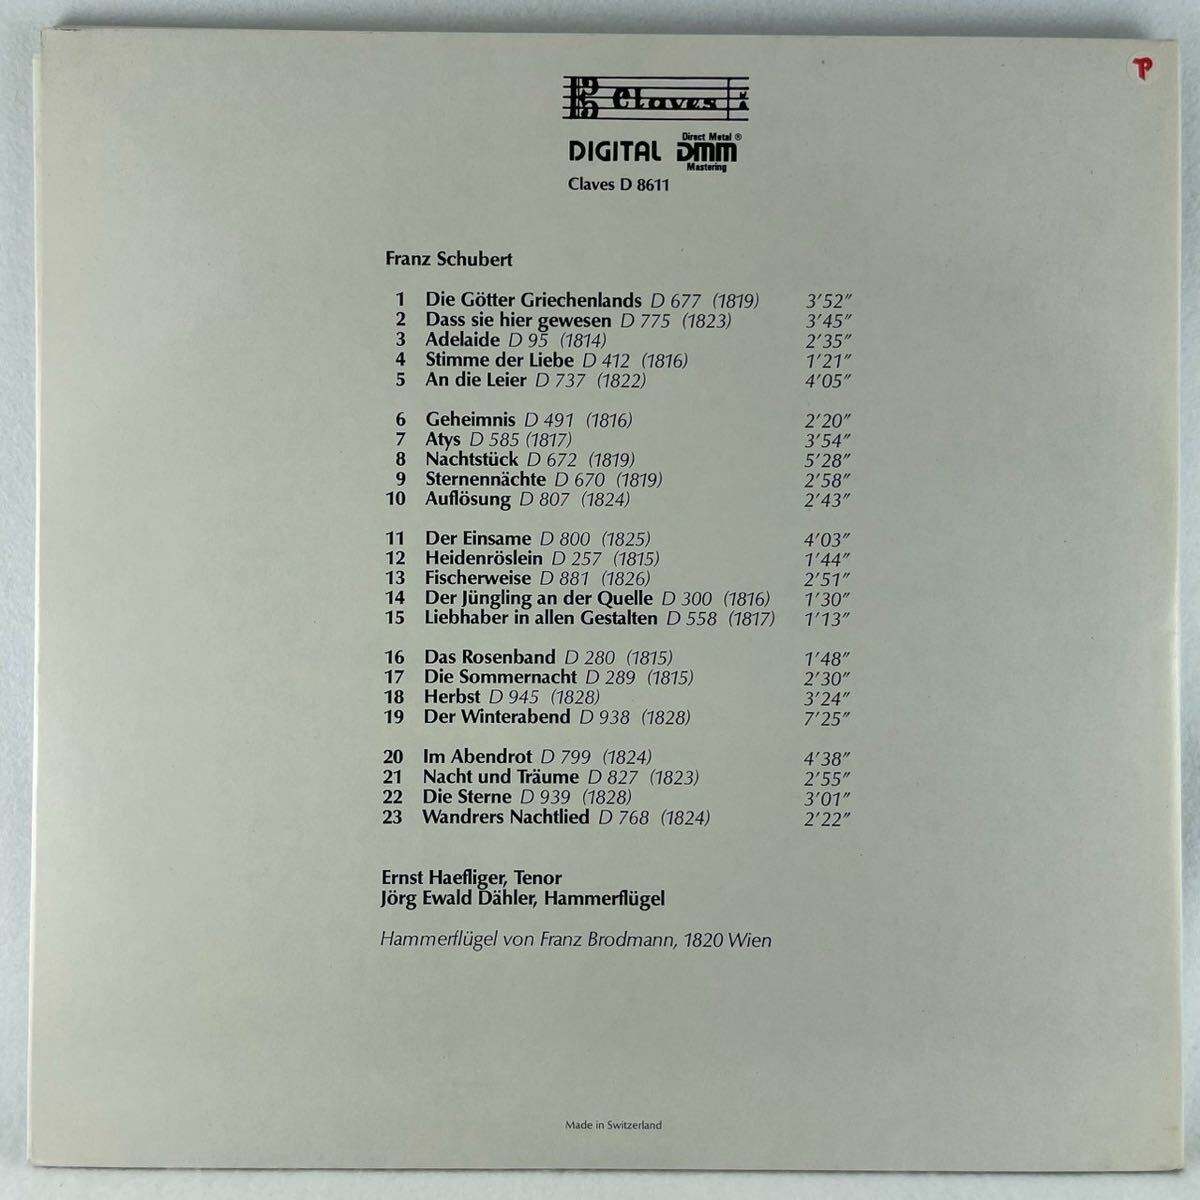 P
Claves
DIGITAL DMM
Direct Metal ®
Mastering
Claves D 8611
Franz Schubert
1 Die Götter Griechenlands D 677 (1819) 3’52”
2 Dass sie hier gewesen D 775 (1823) 3’45”
3 Adelaide D 95 (1814) 2’35”
4 Stimme der Liebe D 412 (1816) 1’21”
5 An die Leier D 737 (1822) 4’05”
6 Geheimnis D 491 (1816) 2’20”
7 Atys D 585 (1817) 3’54”
8 Nachtstück D 672 (1819) 5’28”
9 Sternennächte D 670 (1819) 2’58”
10 Auflösung D 807 (1824) 2’43”
11 Der Einsame D 800 (1825) 4’03”
12 Heidenröslein D 257 (1815) 1’44”
13 Fischerweise D 881 (1826) 2’51”
14 Der Jüngling an der Quelle D 300 (1816) 1’30”
15 Liebhaber in allen Gestalten D 558 (1817) 1’13”
16 Das Rosenband D 280 (1815) 1’48”
17 Die Sommernacht D 289 (1815) 2’30”
18 Herbst D 945 (1828) 3’24”
19 Der Winterabend D 938 (1828) 7’25”
20 Im Abendrot D 799 (1824) 4’38”
21 Nacht und Träume D 827 (1823) 2’55”
22 Die Sterne D 939 (1828) 3’01”
23 Wandrers Nachtlied D 768 (1824) 2’22”
Ernst Haefliger, Tenor
Jörg Ewald Dähler, Hammerflügel
Hammerflügel von Franz Brodmann, 1820 Wien
Made in Switzerland